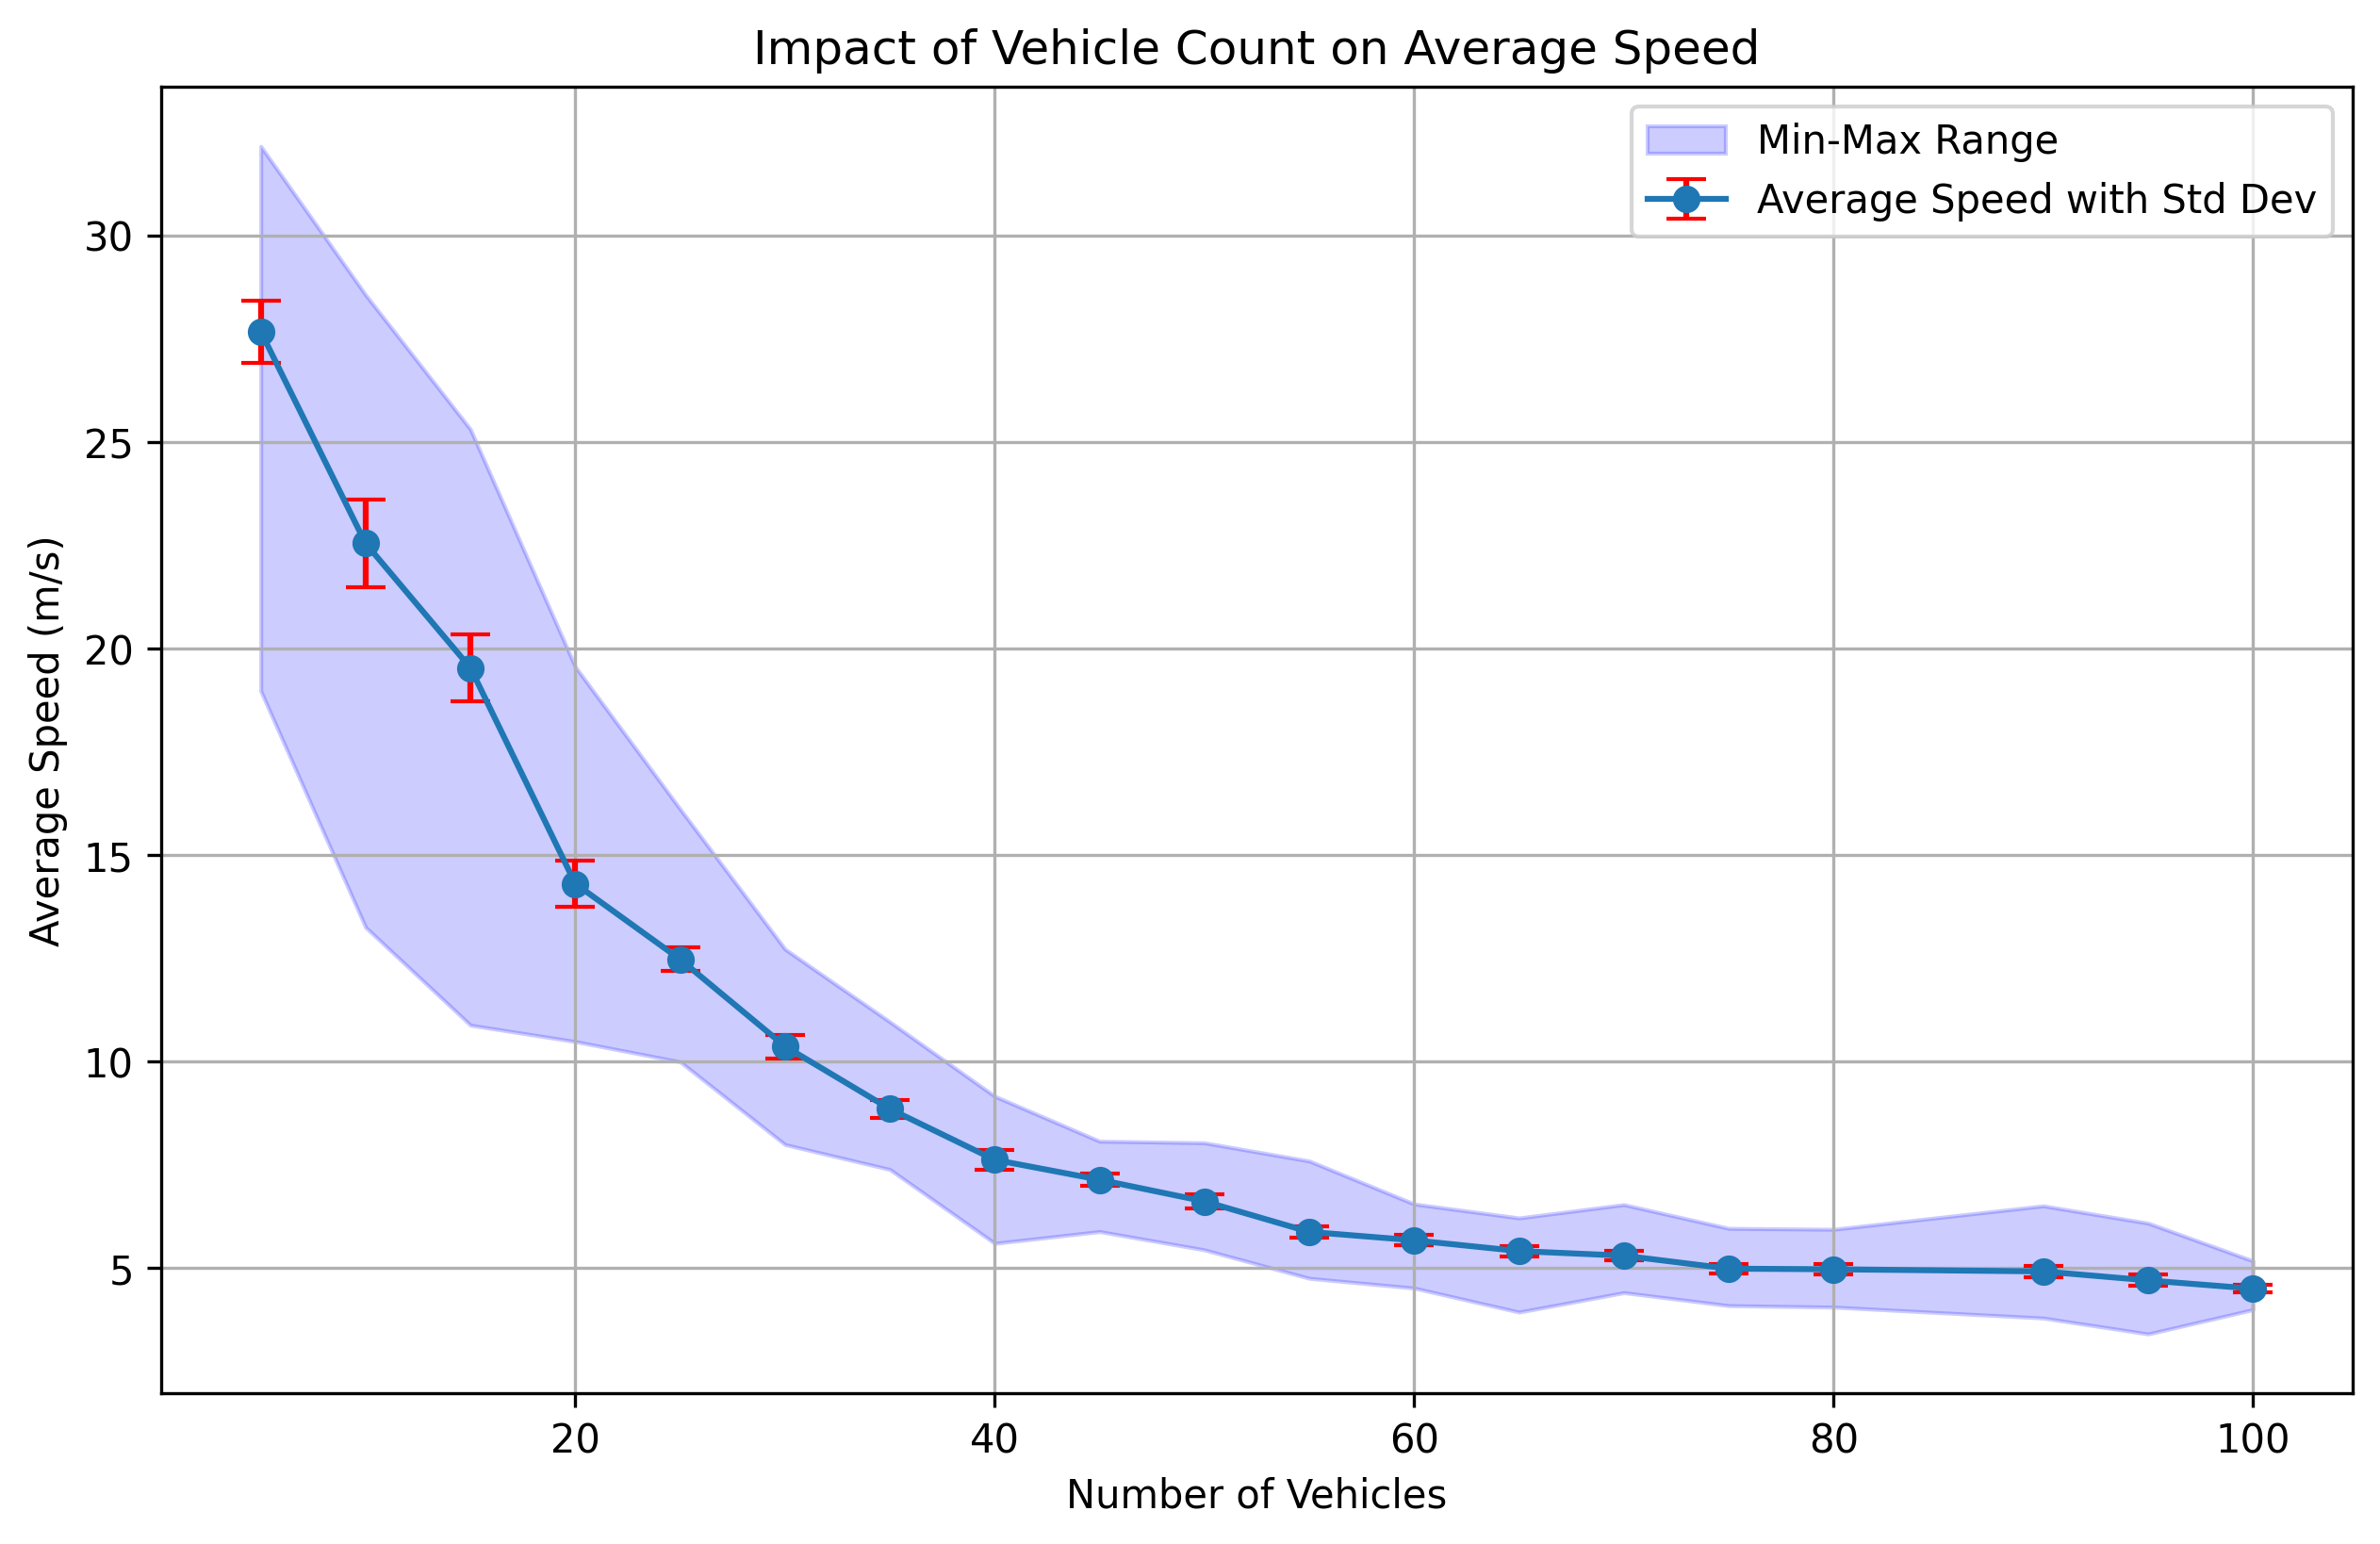 Impact of Vehicle Count on Average Speed
Min-Max Range
Average Speed with Std Dev
Average Speed (m/s)
30
25
20
15
10
5
20 40 60 80 100
Number of Vehicles